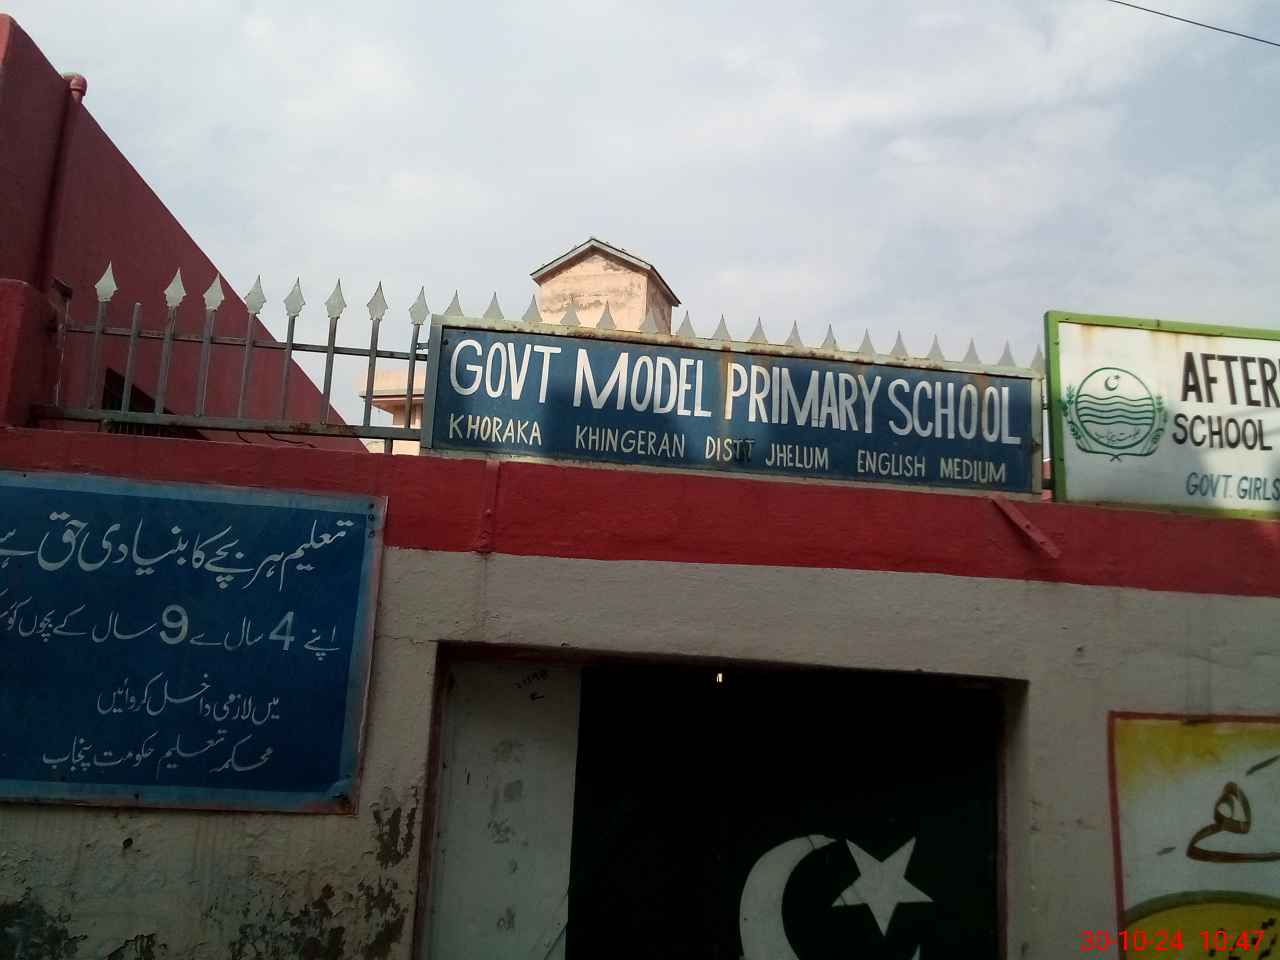 GOVT MODEL PRIMARY SCHOOL
KHORAKA KHINGERAN DISTT JHELUM ENGLISH MEDIUM
AFTER
SCHOOL
GOVT. GIRLS
تعلیم ہر بچے کا بنیادی حق ہے
اپنے 4 سال سے 9 سال کے بچوں کو
میں لازمی داخل کروائیں
محکمہ تعلیم حکومت پنجاب
30-10-24 10:47